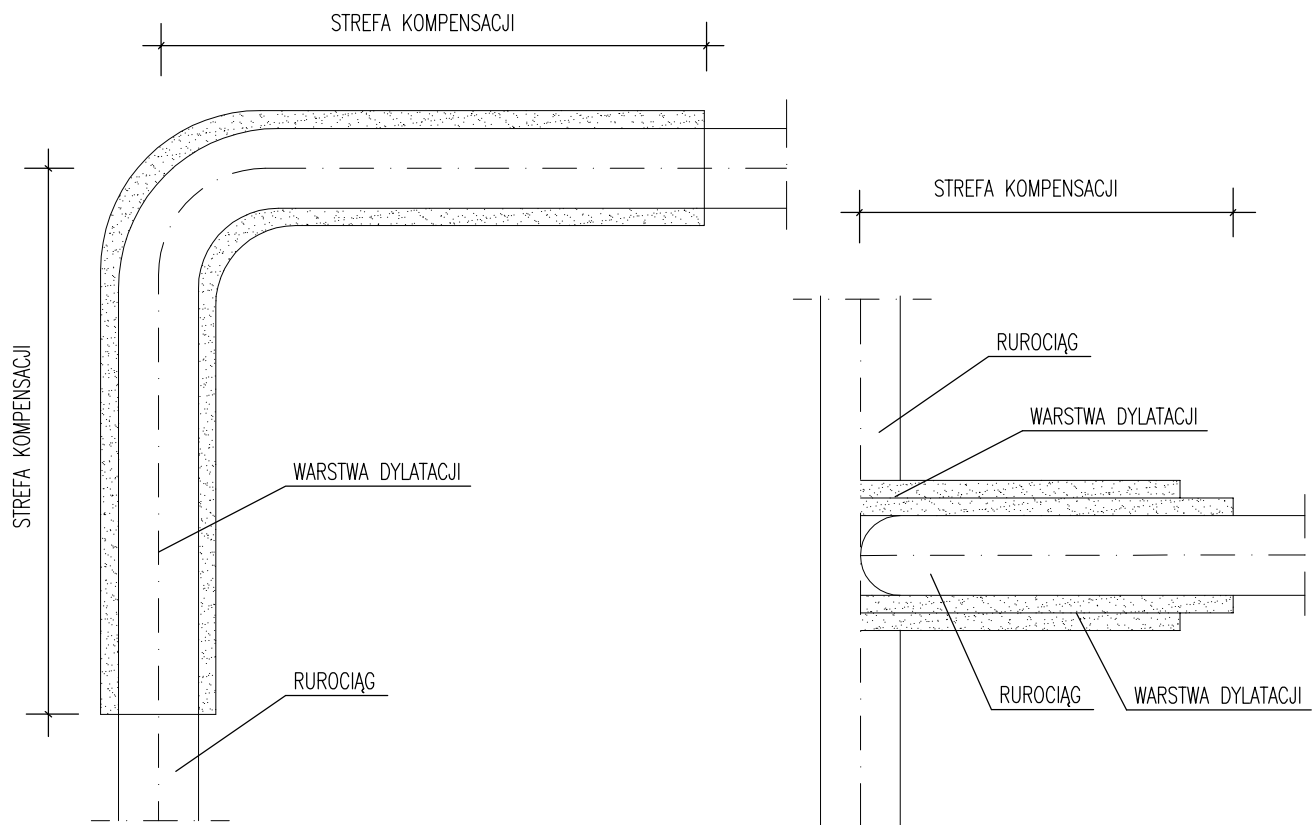 STREFA KOMPENSACJI
STREFA KOMPENSACJI
STREFA KOMPENSACJI
RUROCIĄG
WARSTWA DYLATACJI
WARSTWA DYLATACJI
RUROCIĄG
RUROCIĄG
WARSTWA DYLATACJI